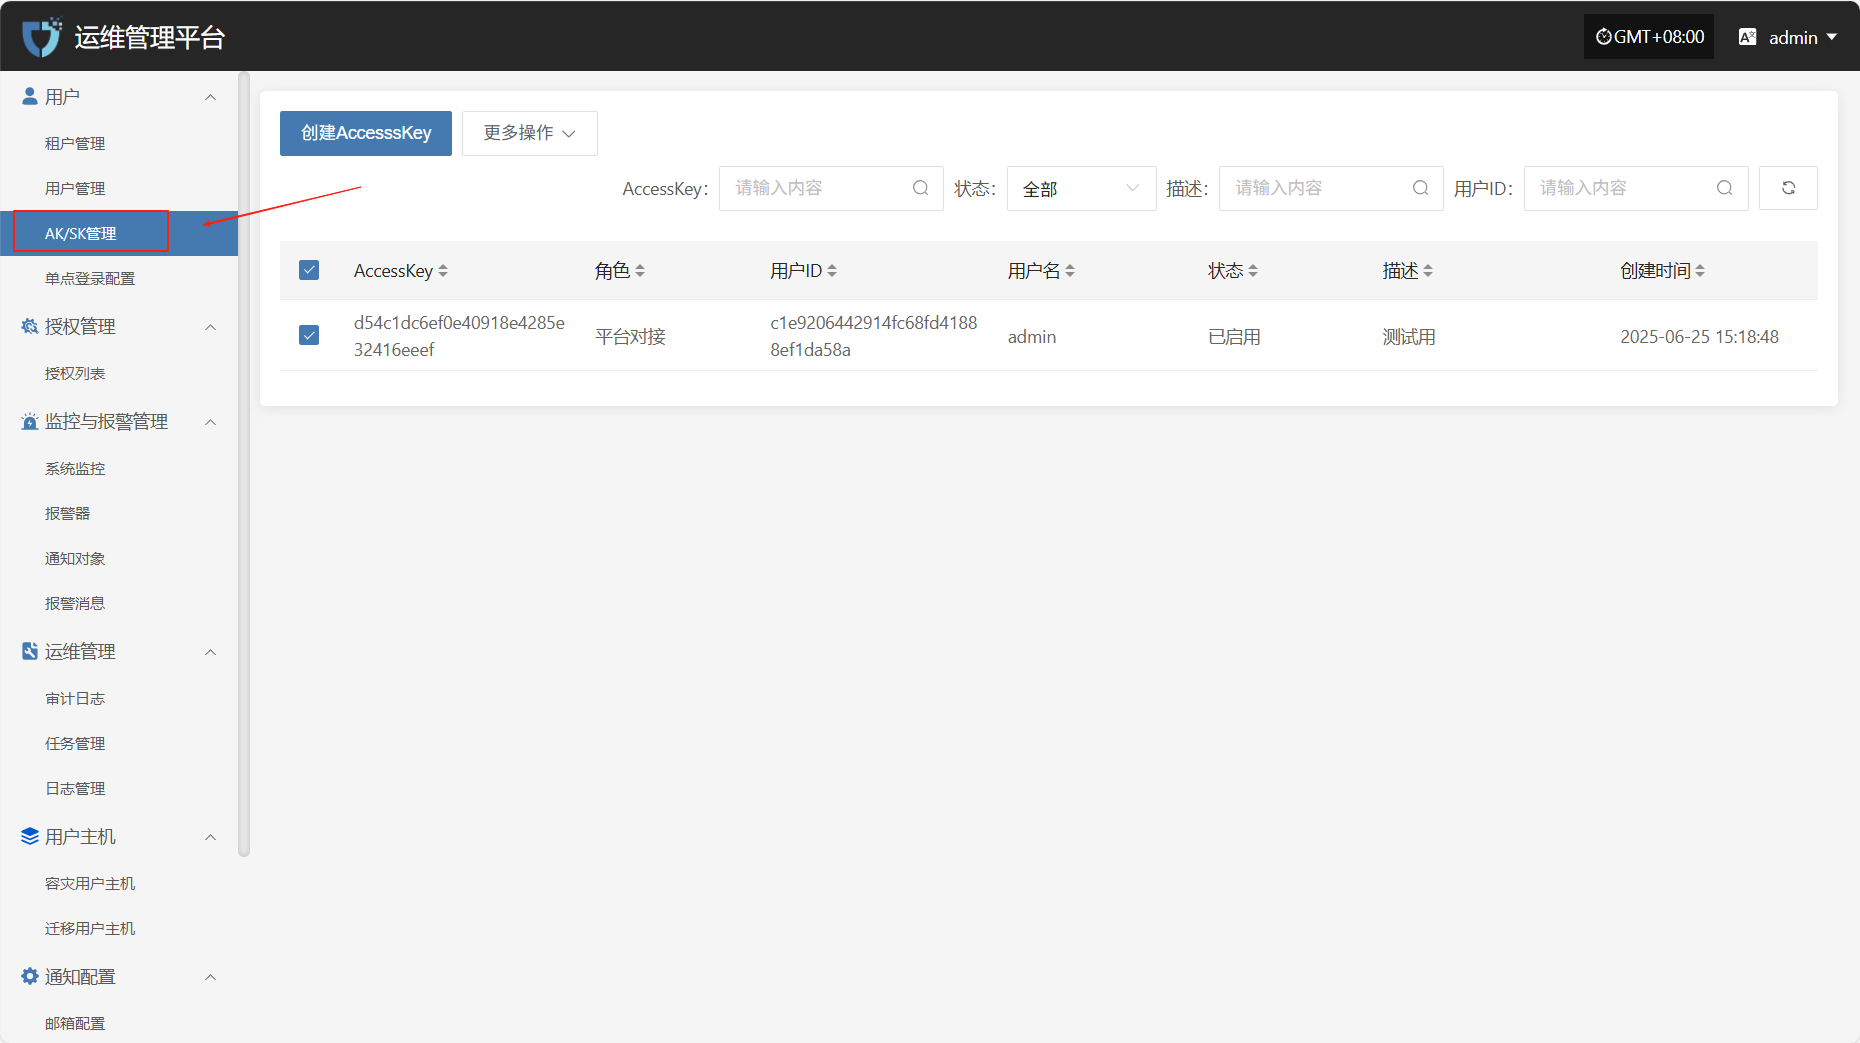 运维管理平台
GMT+08:00
admin
用户
租户管理
用户管理
AK/SK管理
单点登录配置
授权管理
授权列表
监控与报警管理
系统监控
报警器
通知对象
报警消息
运维管理
审计日志
任务管理
日志管理
用户主机
容灾用户主机
迁移用户主机
通知配置
邮箱配置
创建AccesssKey
更多操作
AccessKey：
请输入内容
状态：
全部
描述：
请输入内容
用户ID：
请输入内容
AccessKey
角色
用户ID
用户名
状态
描述
创建时间
d54c1dc6ef0e40918e4285e
32416eeef
平台对接
c1e9206442914fc68fd4188
8ef1da58a
admin
已启用
测试用
2025-06-25 15:18:48